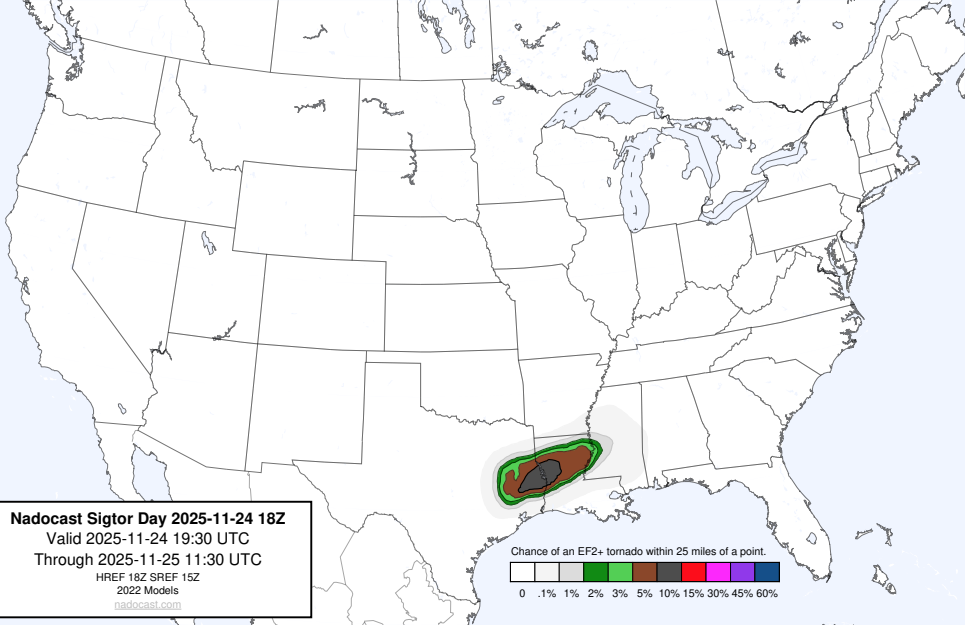 Nadocast Sigtor Day 2025-11-24 18Z
Valid 2025-11-24 19:30 UTC
Through 2025-11-25 11:30 UTC
HREF 18Z SREF 15Z
2022 Models
nadocast.com
Chance of an EF2+ tornado within 25 miles of a point.
0 .1% 1% 2% 3% 5% 10% 15% 30% 45% 60%